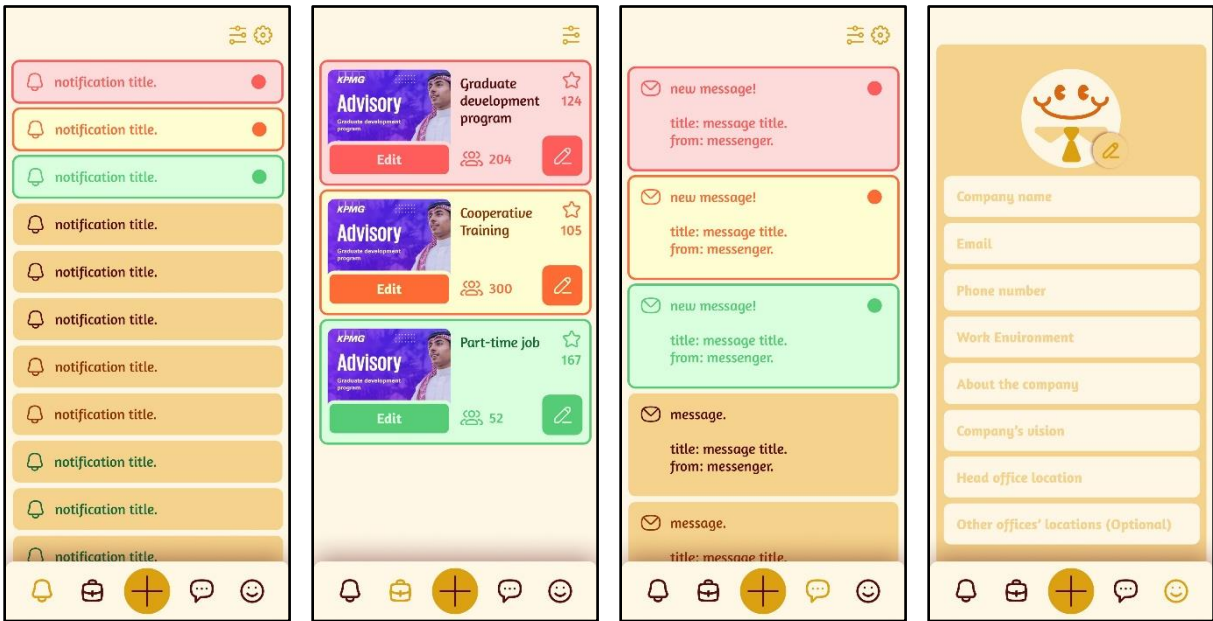 notification title.
notification title.
notification title.
notification title.
notification title.
notification title.
notification title.
notification title.
notification title.
notification title.
notification title.
KPMG
Advisory
Graduate development
program
Edit
Graduate
development
program
124
204
KPMG
Advisory
Graduate development
program
Edit
Cooperative
Training
105
300
KPMG
Advisory
Graduate development
program
Edit
Part-time job
167
52
new message!
title: message title.
from: messenger.
new message!
title: message title.
from: messenger.
new message!
title: message title.
from: messenger.
message.
title: message title.
from: messenger.
message.
title: message title.
Company name
Email
Phone number
Work Environment
About the company
Company's vision
Head office location
Other offices' locations (Optional)